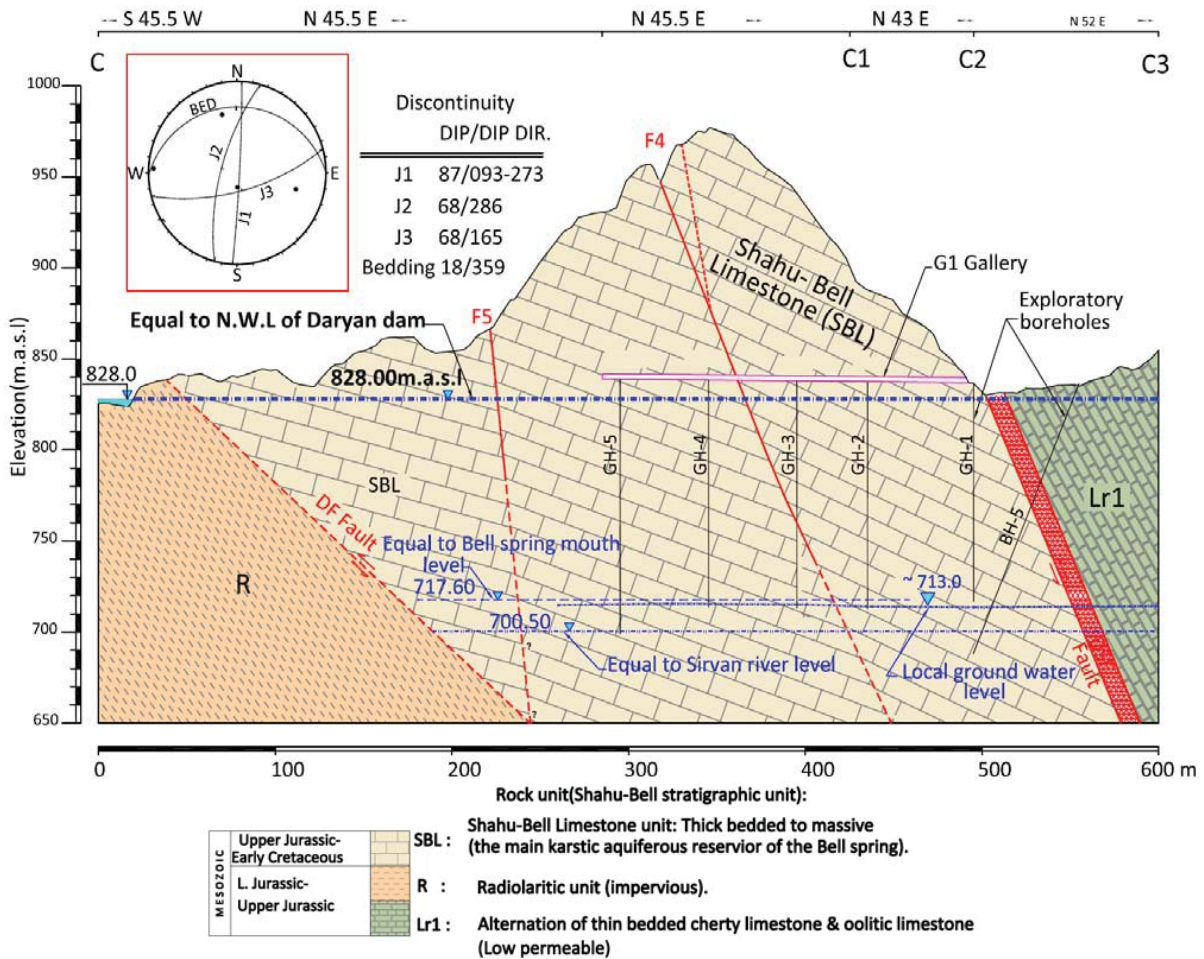 S 45.5 W N 45.5 E N 45.5 E N 43 E N 52 E
C C1 C2 C3
1000
950
900
850
800
750
700
650
Elevation(m.a.s.l)
N
BED
J2
W
E
J3
J1
S
Discontinuity
DIP/DIP DIR.
J1 87/093-273
J2 68/286
J3 68/165
Bedding 18/359
F4
Shahu- Bell
Limestone (SBL)
G1 Gallery
Exploratory
boreholes
Equal to N.W.L of Daryan dam
F5
828.0
828.00m.a.s.l
GH-5
GH-4
GH-3
GH-2
GH-1
BH-5
SBL
Lr1
DF Fault
R
Equal to Bell spring mouth
level
717.60
~ 713.0
700.50
?
Equal to Sirvan river level
Local ground water
level
Fault
?
0 100 200 300 400 500 600 m
Rock unit(Shahu-Bell stratigraphic unit):
MESOZOIC
Upper Jurassic-
Early Cretaceous
SBL : Shahu-Bell Limestone unit: Thick bedded to massive
(the main karstic aquiferous reservior of the Bell spring).
L. Jurassic-
Upper Jurassic
R : Radiolaritic unit (impervious).
Lr1 : Alternation of thin bedded cherty limestone & oolitic limestone
(Low permeable)